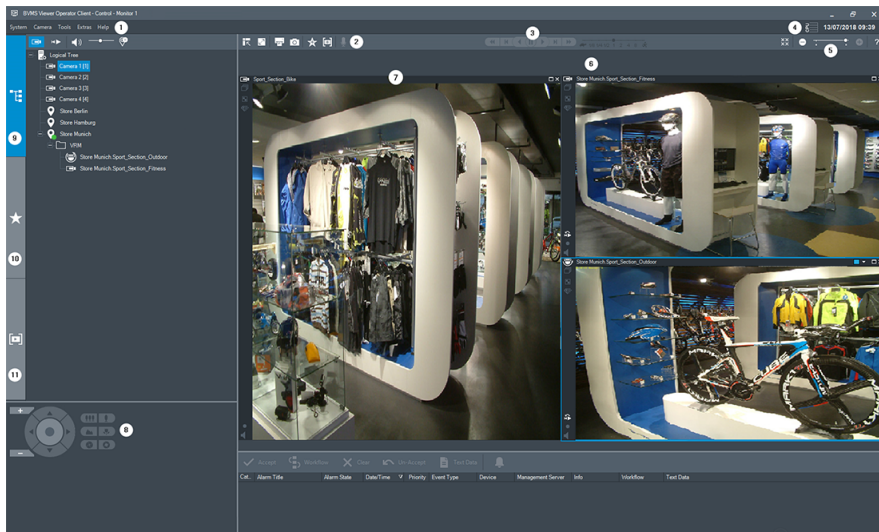 BVMS Viewer Operator Client - Control - Monitor 1
System Camera Tools Extras Help 1
4 13/07/2018 09:39
2
3
5
?
Logical Tree
Camera 1 [1]
Camera 2 [2]
Camera 3 [3]
Camera 4 [4]
Store Berlin
Store Hamburg
Store Munich
VRM
Store Munich.Sport_Section_Outdoor
Store Munich.Sport_Section_Fitness
9
10
11
Sport_Section_Bike 7
6
Store Munich.Sport_Section_Fitness
Store Munich.Sport_Section_Outdoor
CUBE
8
Accept Workflow Clear Un-Accept Text Data
Cat... Alarm Title Alarm State Date/Time Priority Event Type Device Management Server Info Workflow Text Data